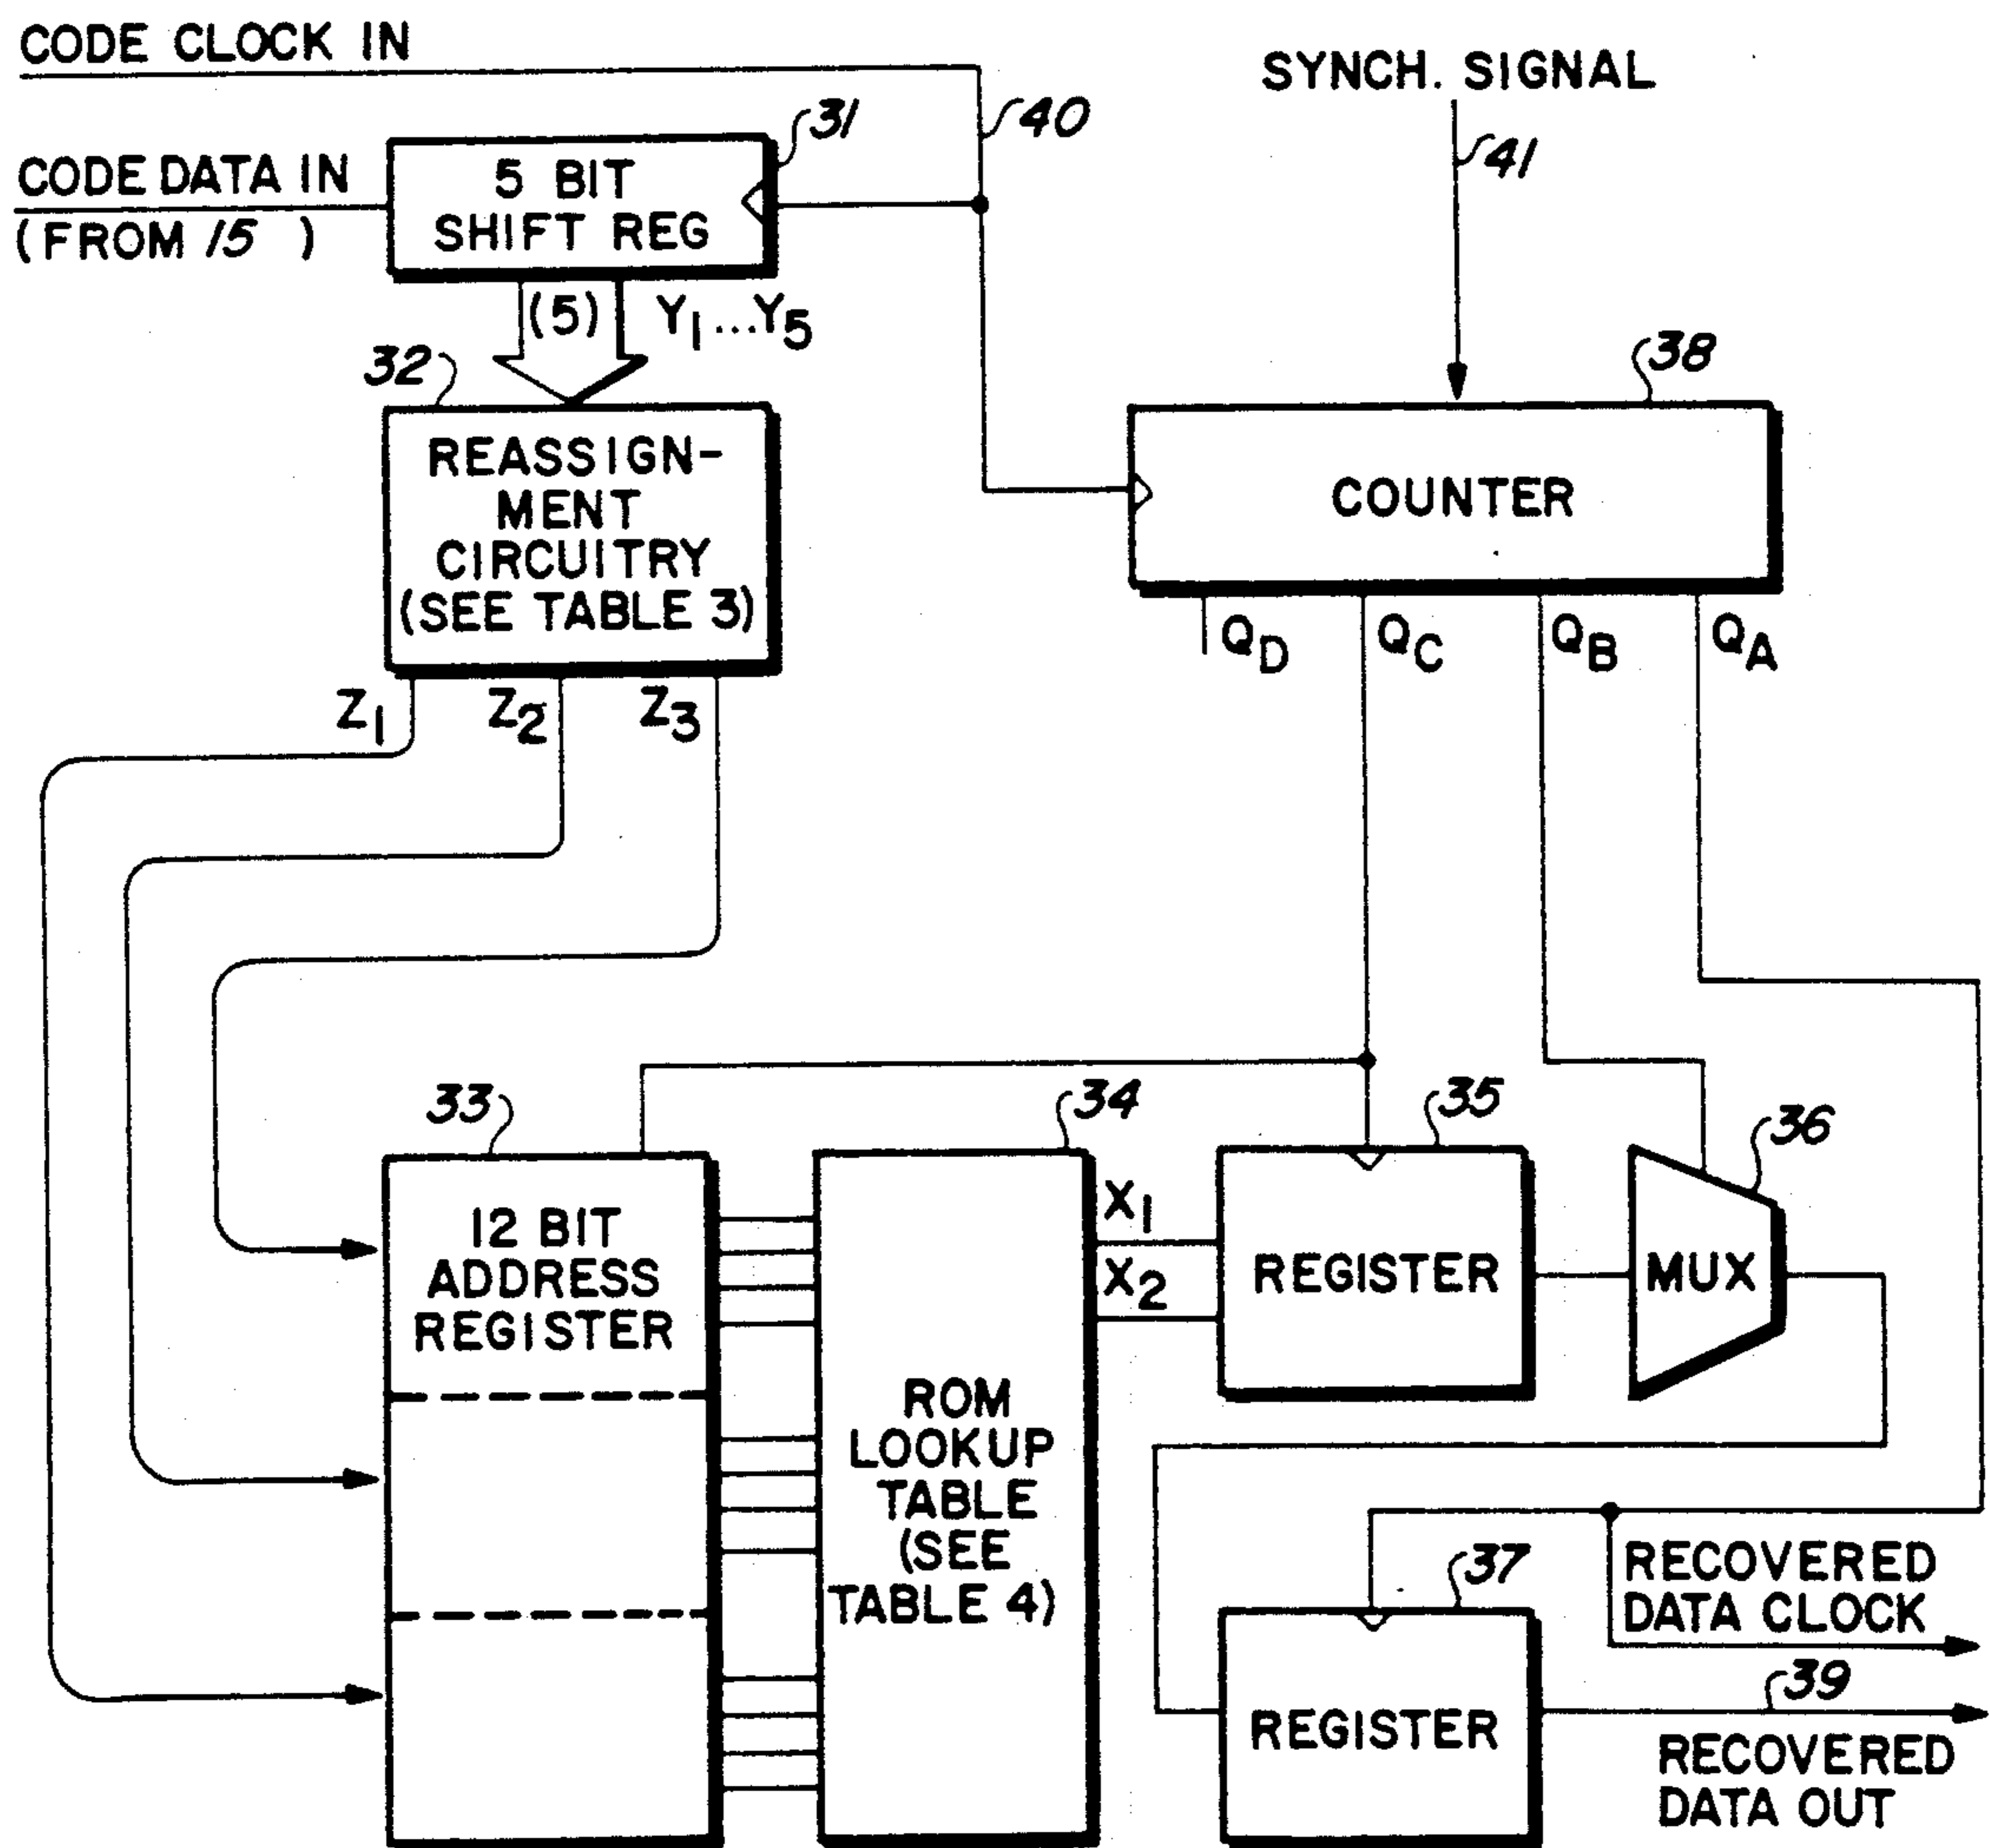 CODE CLOCK IN
SYNCH. SIGNAL
31
40
41
CODE DATA IN
(FROM 15 )
5 BIT
SHIFT REG
(5)
Y1...Y5
32
38
REASSIGN-
MENT
CIRCUITRY
(SEE TABLE 3)
COUNTER
QD
QC
QB
QA
Z1
Z2
Z3
33
34
35
36
12 BIT
ADDRESS
REGISTER
X1
X2
REGISTER
MUX
ROM
LOOKUP
TABLE
(SEE
TABLE 4)
37
RECOVERED
DATA CLOCK
39
REGISTER
RECOVERED
DATA OUT